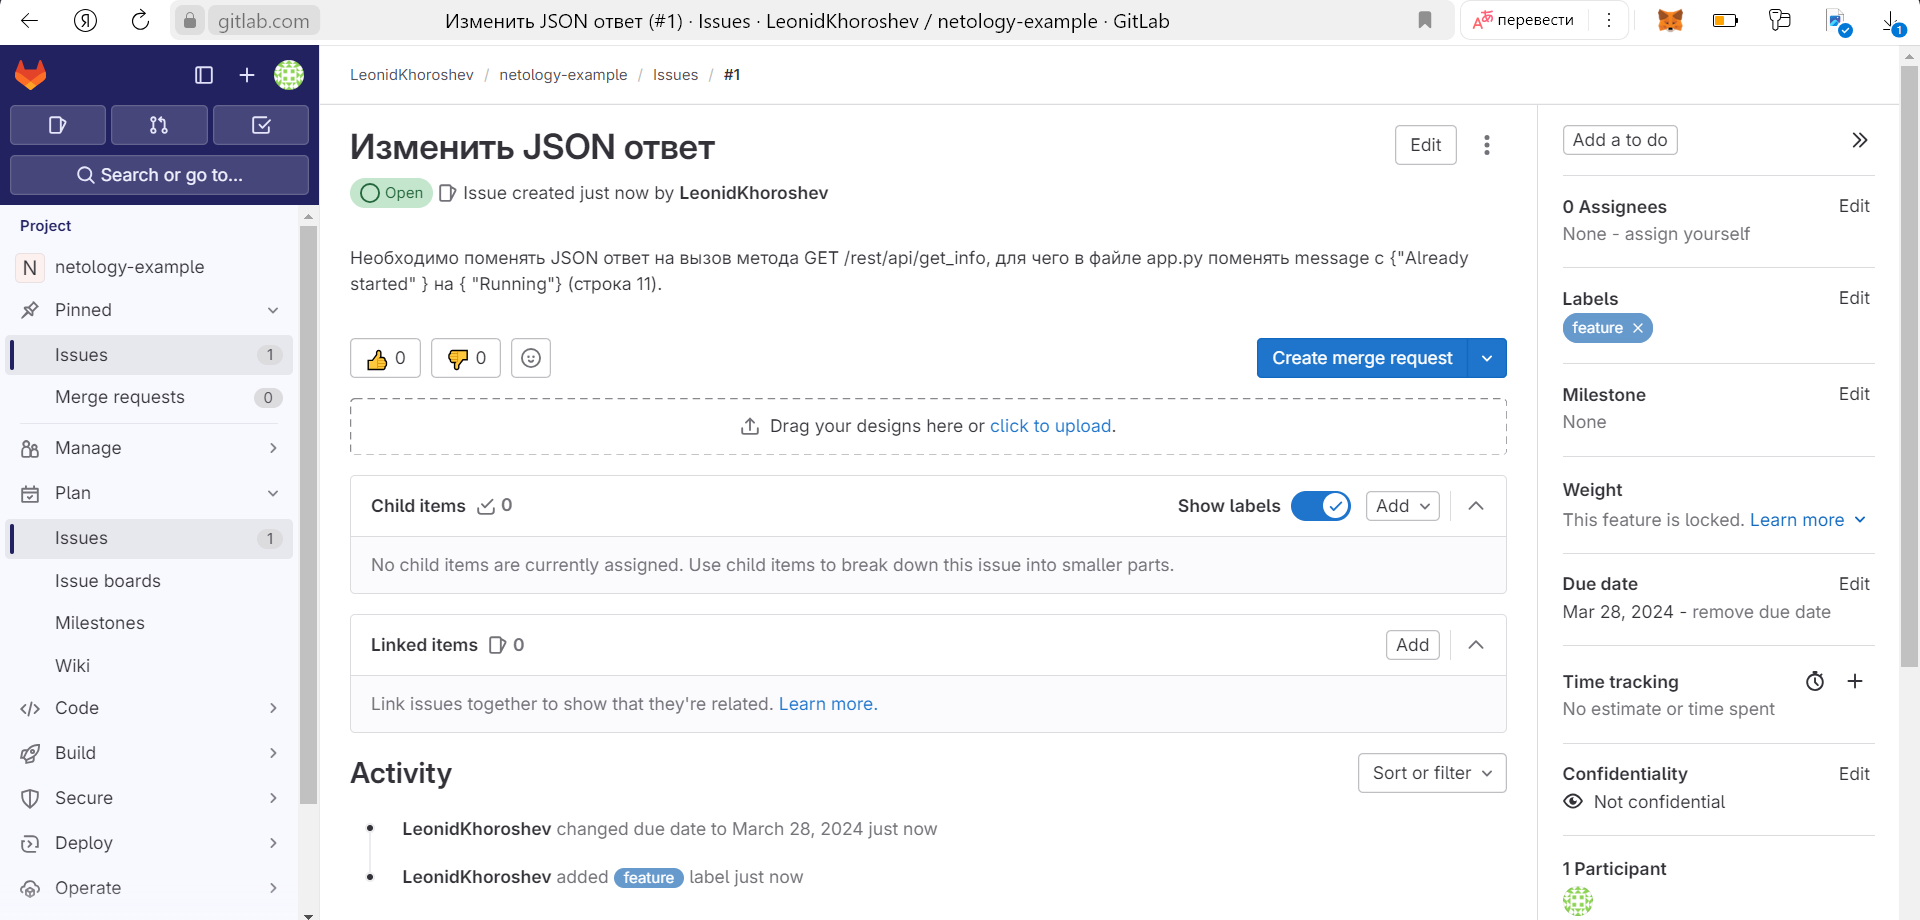 gitlab.com
Изменить JSON ответ (#1) · Issues · LeonidKhoroshev / netology-example · GitLab
перевести
1
Search or go to...
Project
N netology-example
Pinned
Issues 1
Merge requests 0
Manage
Plan
Issues 1
Issue boards
Milestones
Wiki
Code
Build
Secure
Deploy
Operate
LeonidKhoroshev / netology-example / Issues / #1
Изменить JSON ответ
Edit
Open Issue created just now by LeonidKhoroshev
Необходимо поменять JSON ответ на вызов метода GET /rest/api/get_info, для чего в файле app.py поменять message с {"Already
started" } на { "Running"} (строка 11).
0 0
Create merge request
Drag your designs here or click to upload.
Child items 0
Show labels Add
No child items are currently assigned. Use child items to break down this issue into smaller parts.
Linked items 0
Add
Link issues together to show that they're related. Learn more.
Activity
Sort or filter
LeonidKhoroshev changed due date to March 28, 2024 just now
LeonidKhoroshev added feature label just now
Add a to do
0 Assignees Edit
None - assign yourself
Labels Edit
feature
Milestone Edit
None
Weight
This feature is locked. Learn more
Due date Edit
Mar 28, 2024 - remove due date
Time tracking
No estimate or time spent
Confidentiality Edit
Not confidential
1 Participant